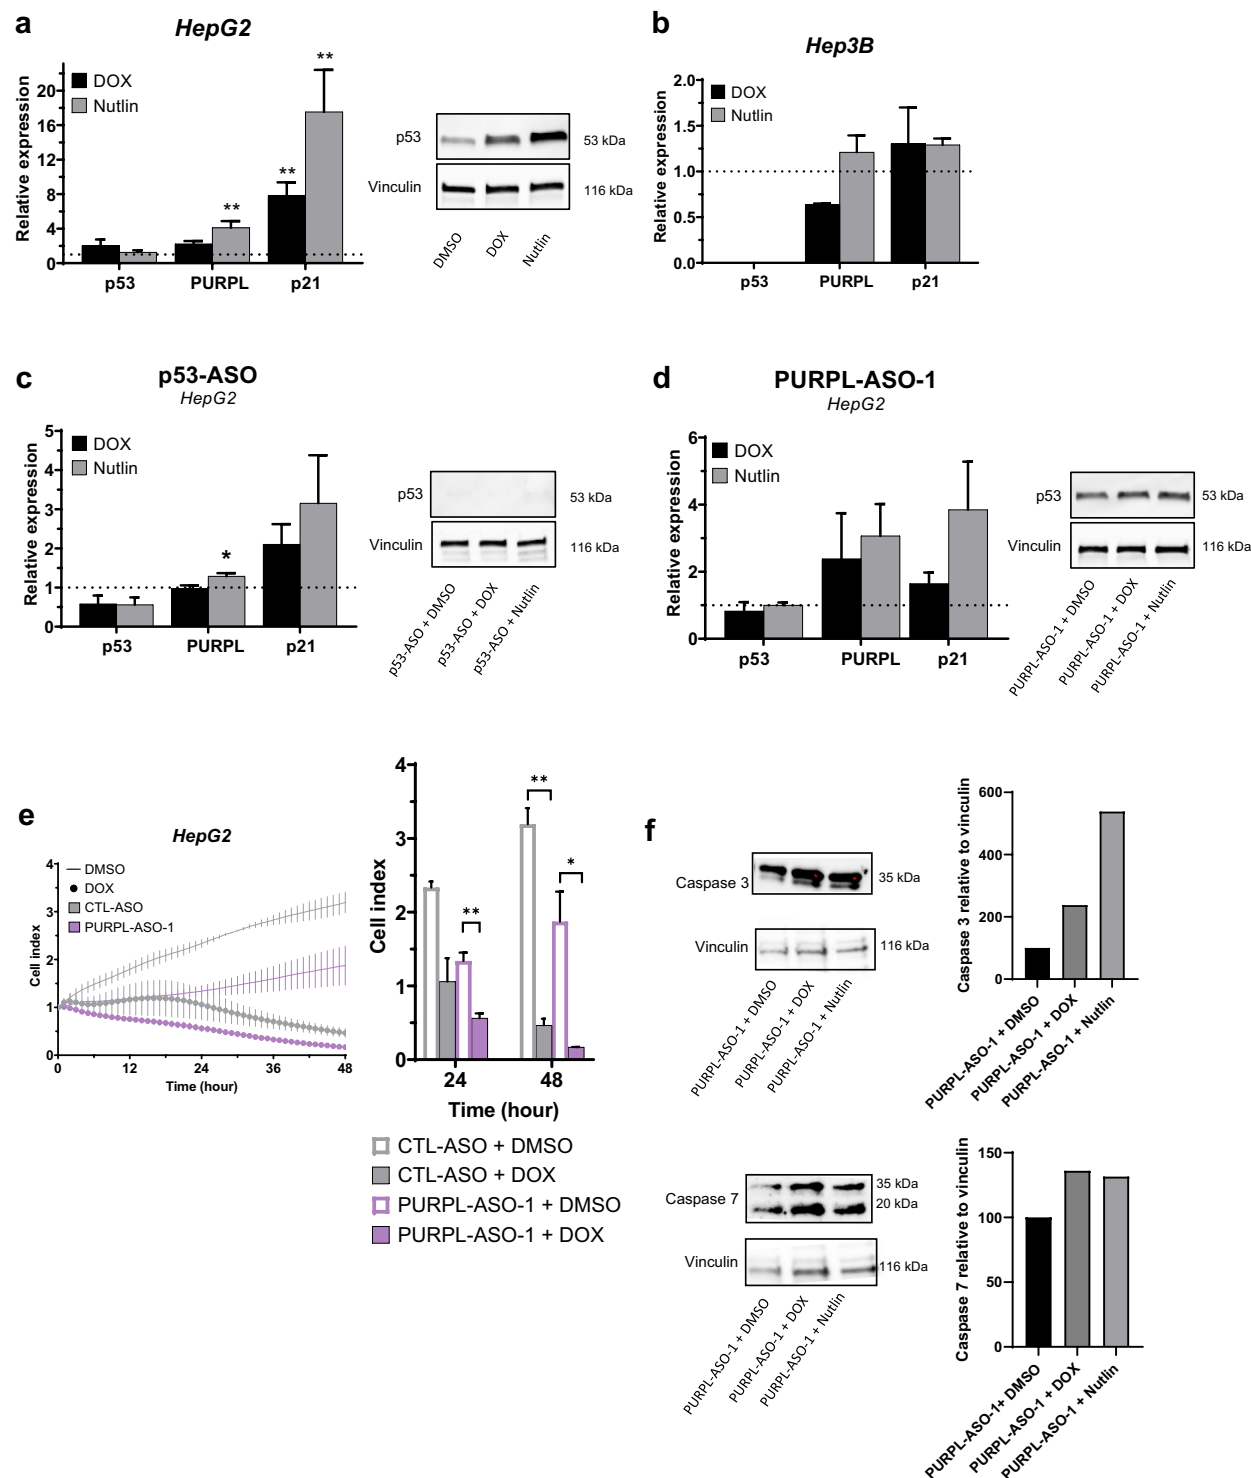 a
HepG2
Relative expression
20
16
12
8
4
0
DOX
Nutlin
**
**
**
p53
PURPL
p21
p53
53 kDa
Vinculin
116 kDa
DMSO
DOX
Nutlin
b
Hep3B
Relative expression
2.0
1.5
1.0
0.5
0.0
DOX
Nutlin
p53
PURPL
p21
c
p53-ASO
HepG2
Relative expression
5
4
3
2
1
0
DOX
Nutlin
*
p53
PURPL
p21
p53
53 kDa
Vinculin
116 kDa
p53-ASO + DMSO
p53-ASO + DOX
p53-ASO + Nutlin
d
PURPL-ASO-1
HepG2
Relative expression
6
4
2
0
DOX
Nutlin
p53
PURPL
p21
p53
53 kDa
Vinculin
116 kDa
PURPL-ASO-1 + DMSO
PURPL-ASO-1 + DOX
PURPL-ASO-1 + Nutlin
e
HepG2
Cell index
4
3
2
1
0
DMSO
DOX
CTL-ASO
PURPL-ASO-1
0
12
24
36
48
Time (hour)
Cell index
4
3
2
1
0
**
**
*
24
48
Time (hour)
CTL-ASO + DMSO
CTL-ASO + DOX
PURPL-ASO-1 + DMSO
PURPL-ASO-1 + DOX
f
Caspase 3
35 kDa
Vinculin
116 kDa
PURPL-ASO-1 + DMSO
PURPL-ASO-1 + DOX
PURPL-ASO-1 + Nutlin
Caspase 3 relative to vinculin
600
400
200
0
PURPL-ASO-1 + DMSO
PURPL-ASO-1 + DOX
PURPL-ASO-1 + Nutlin
Caspase 7
35 kDa
20 kDa
Vinculin
116 kDa
PURPL-ASO-1 + DMSO
PURPL-ASO-1 + DOX
PURPL-ASO-1 + Nutlin
Caspase 7 relative to vinculin
150
100
50
0
PURPL-ASO-1+ DMSO
PURPL-ASO-1 + DOX
PURPL-ASO-1 + Nutlin